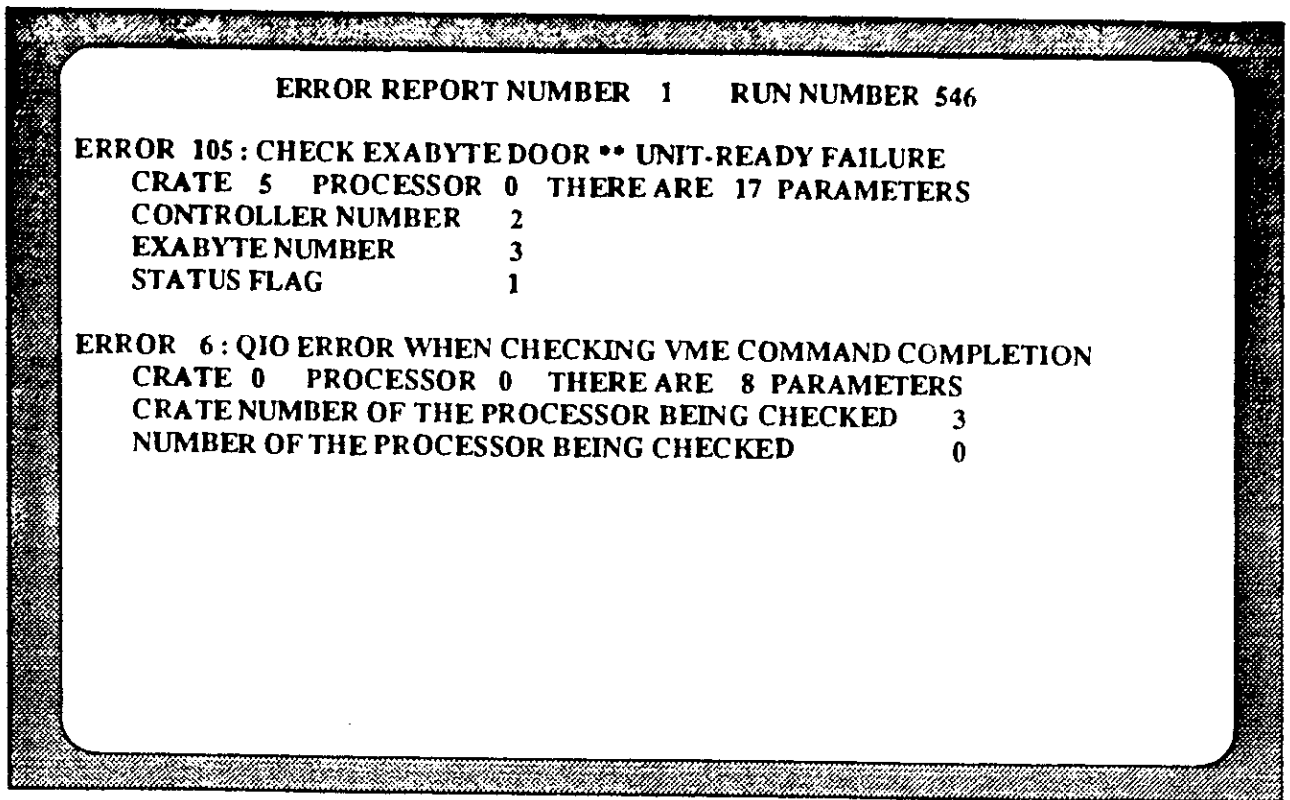 ERROR REPORT NUMBER 1 RUN NUMBER 546
ERROR 105 : CHECK EXABYTE DOOR ** UNIT-READY FAILURE
CRATE 5 PROCESSOR 0 THERE ARE 17 PARAMETERS
CONTROLLER NUMBER 2
EXABYTE NUMBER 3
STATUS FLAG 1
ERROR 6 : QIO ERROR WHEN CHECKING VME COMMAND COMPLETION
CRATE 0 PROCESSOR 0 THERE ARE 8 PARAMETERS
CRATE NUMBER OF THE PROCESSOR BEING CHECKED 3
NUMBER OF THE PROCESSOR BEING CHECKED 0